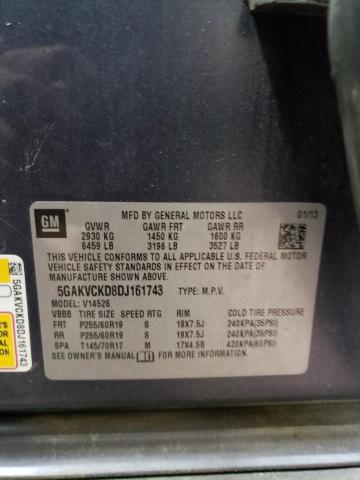 GM
MFD BY GENERAL MOTORS LLC
01/13
GVWR GAWR FRT GAWR RR
2930 KG 1450 KG 1600 KG
6459 LB 3196 LB 3527 LB
THIS VEHICLE CONFORMS TO ALL APPLICABLE U.S. FEDERAL
MOTOR VEHICLE SAFETY STANDARDS IN EFFECT ON THE DATE OF
MANUFACTURE SHOWN ABOVE.
5GAKVCKD8DJ161743 TYPE: M.P.V.
V14526
VBBB TIRE SIZE SPEED RTG RIM COLD TIRE PRESSURE
FRT P255/60R19 S 19X7.5J 240KPA(35PSI)
RR P255/60R19 S 19X7.5J 240KPA(35PSI)
SPA T145/70R17 M 17X4.5B 420KPA(60PSI)
SEE OWNER'S MANUAL FOR ADDITIONAL INFORMATION.
5GAKVCKD8DJ161743